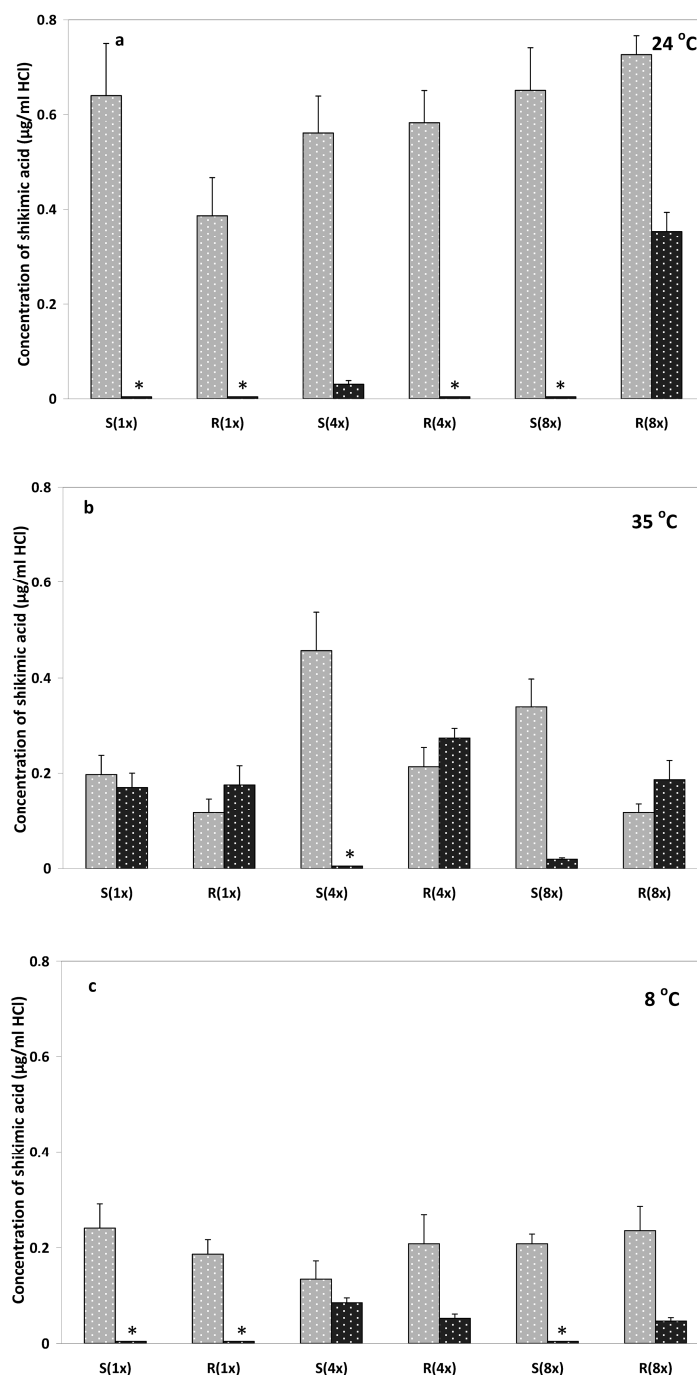 a
24 °C
Concentration of shikimic acid (µg/ml HCl)
0.8
0.6
0.4
0.2
0
* * * * 
S(1x) R(1x) S(4x) R(4x) S(8x) R(8x)
b
35 °C
Concentration of shikimic acid (µg/ml HCl)
0.8
0.6
0.4
0.2
0
*
S(1x) R(1x) S(4x) R(4x) S(8x) R(8x)
c
8 °C
Concentration of shikimic acid (µg/ml HCl)
0.8
0.6
0.4
0.2
0
* * *
S(1x) R(1x) S(4x) R(4x) S(8x) R(8x)